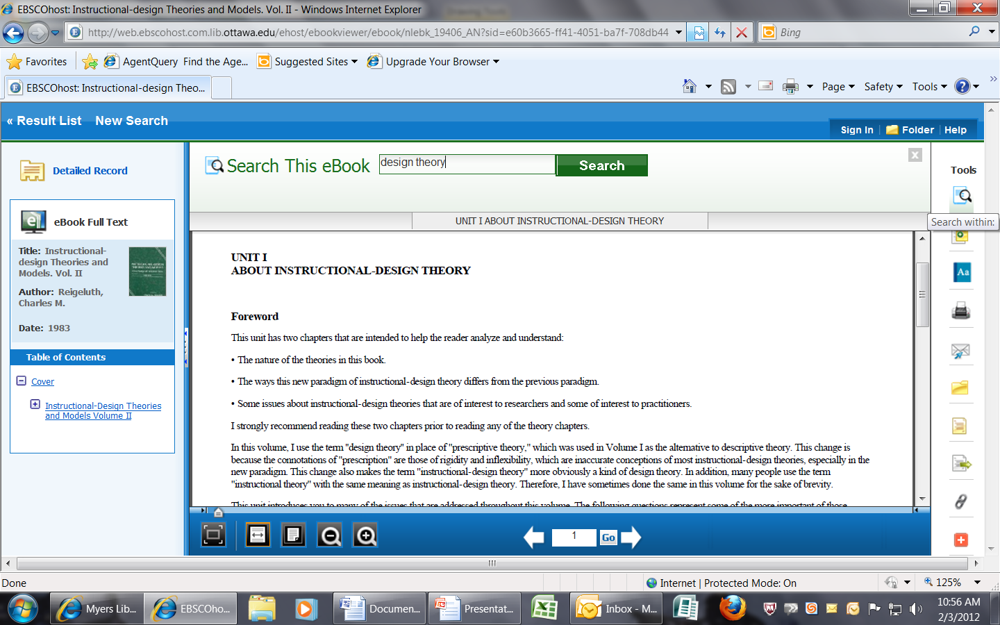 EBSCOhost: Instructional-design Theories and Models. Vol. II - Windows Internet Explorer
http://web.ebscohost.com.lib.ottawa.edu/ehost/ebookviewer/ebook/nlebk_19406_AN?sid=e60b3665-ff41-4051-ba7f-708db44
Bing
Favorites AgentQuery Find the Age... Suggested Sites Upgrade Your Browser
EBSCOhost: Instructional-design Theo...
Page Safety Tools
« Result List New Search
Sign In Folder Help
Detailed Record
Search This eBook design theory Search
Tools
eBook Full Text
UNIT I ABOUT INSTRUCTIONAL-DESIGN THEORY
Search within:
Title: Instructional-
design Theories and
Models. Vol. II
Author: Reigeluth,
Charles M.
Date: 1983
Table of Contents
Cover
Instructional-Design Theories
and Models Volume II
UNIT I
ABOUT INSTRUCTIONAL-DESIGN THEORY
Foreword
This unit has two chapters that are intended to help the reader analyze and understand:
• The nature of the theories in this book.
• The ways this new paradigm of instructional-design theory differs from the previous paradigm.
• Some issues about instructional-design theories that are of interest to researchers and some of interest to practitioners.
I strongly recommend reading these two chapters prior to reading any of the theory chapters.
In this volume, I use the term "design theory" in place of "prescriptive theory," which was used in Volume I as the alternative to descriptive theory. This change is
because the connotations of "prescription" are those of rigidity and inflexibility, which are inaccurate conceptions of most instructional-design theories, especially in the
new paradigm. This change also makes the term "instructional-design theory" more obviously a kind of design theory. In addition, many people use the term
"instructional theory" with the same meaning as instructional-design theory. Therefore, I have sometimes done the same in this volume for the sake of brevity.
This unit introduces you to many of the issues that are addressed throughout this volume. The following questions represent some of the more important of those
Aa
1 Go
Done
Internet | Protected Mode: On
125%
Myers Lib...
EBSCOho...
Documen...
Presentat...
Inbox - M...
10:56 AM
2/3/2012